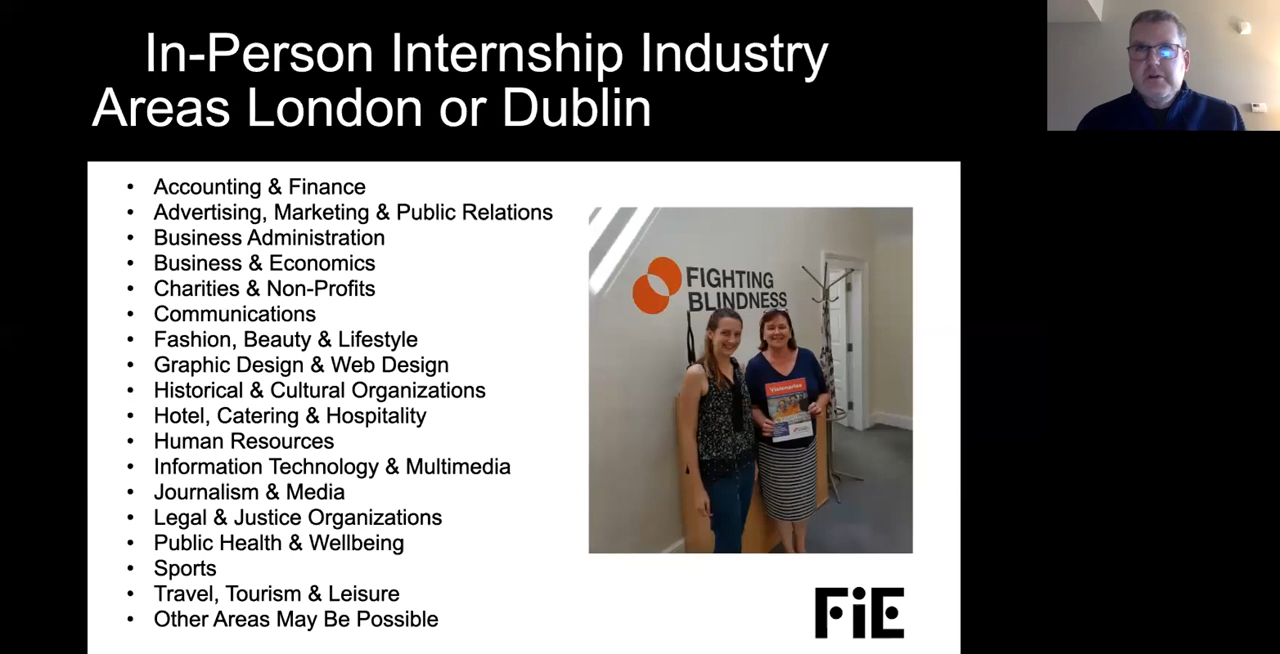 In-Person Internship Industry
Areas London or Dublin
• Accounting & Finance
• Advertising, Marketing & Public Relations
• Business Administration
• Business & Economics
• Charities & Non-Profits
• Communications
• Fashion, Beauty & Lifestyle
• Graphic Design & Web Design
• Historical & Cultural Organizations
• Hotel, Catering & Hospitality
• Human Resources
• Information Technology & Multimedia
• Journalism & Media
• Legal & Justice Organizations
• Public Health & Wellbeing
• Sports
• Travel, Tourism & Leisure
• Other Areas May Be Possible
FIGHTING
BLINDNESS
Visionaries
FiE